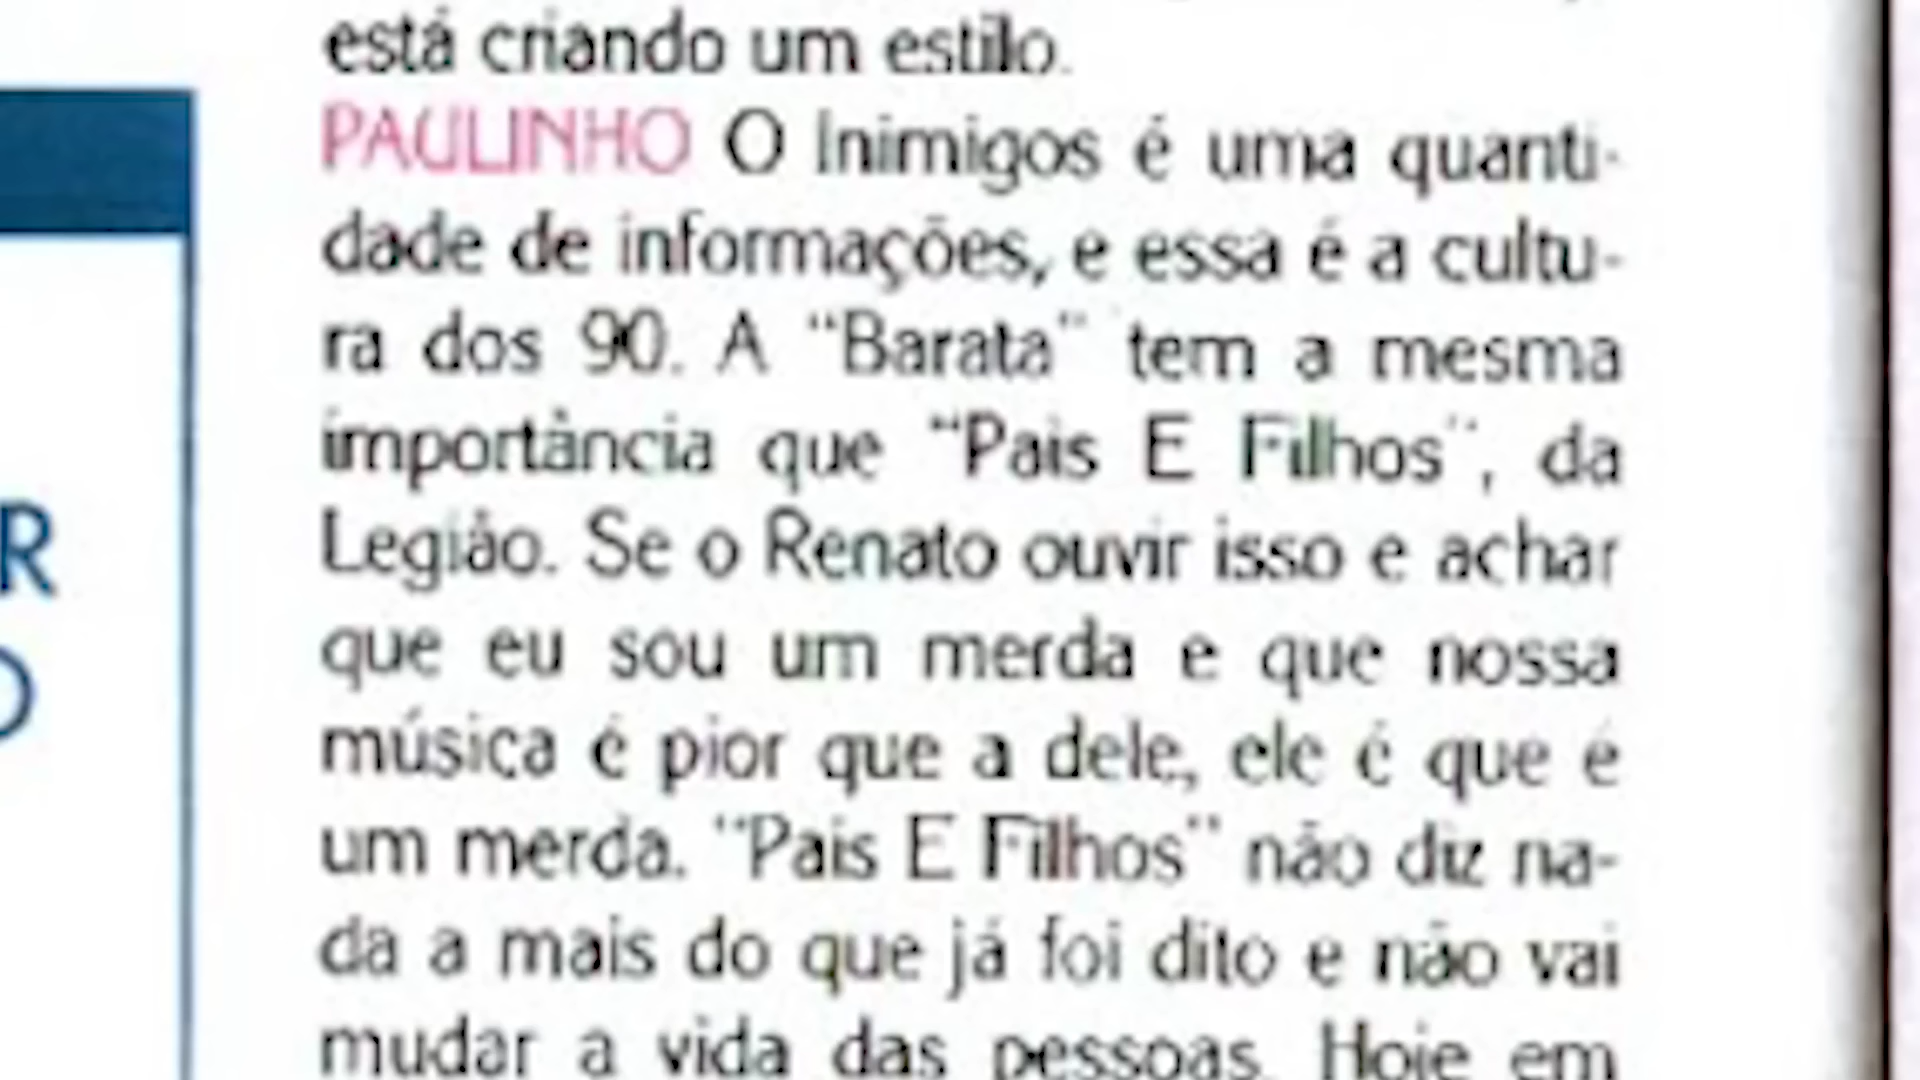 está criando um estilo.
PAULINHO O Inimigos é uma quanti-
dade de informações, e essa é a cultu-
ra dos 90. A "Barata" tem a mesma
importância que "Pais E Filhos", da
Legião. Se o Renato ouvir isso e achar
que eu sou um merda e que nossa
música é pior que a dele, ele é que é
um merda. "Pais E Filhos" não diz na-
da a mais do que já foi dito e não vai
mudar a vida das pessoas. Hoje em
R
O